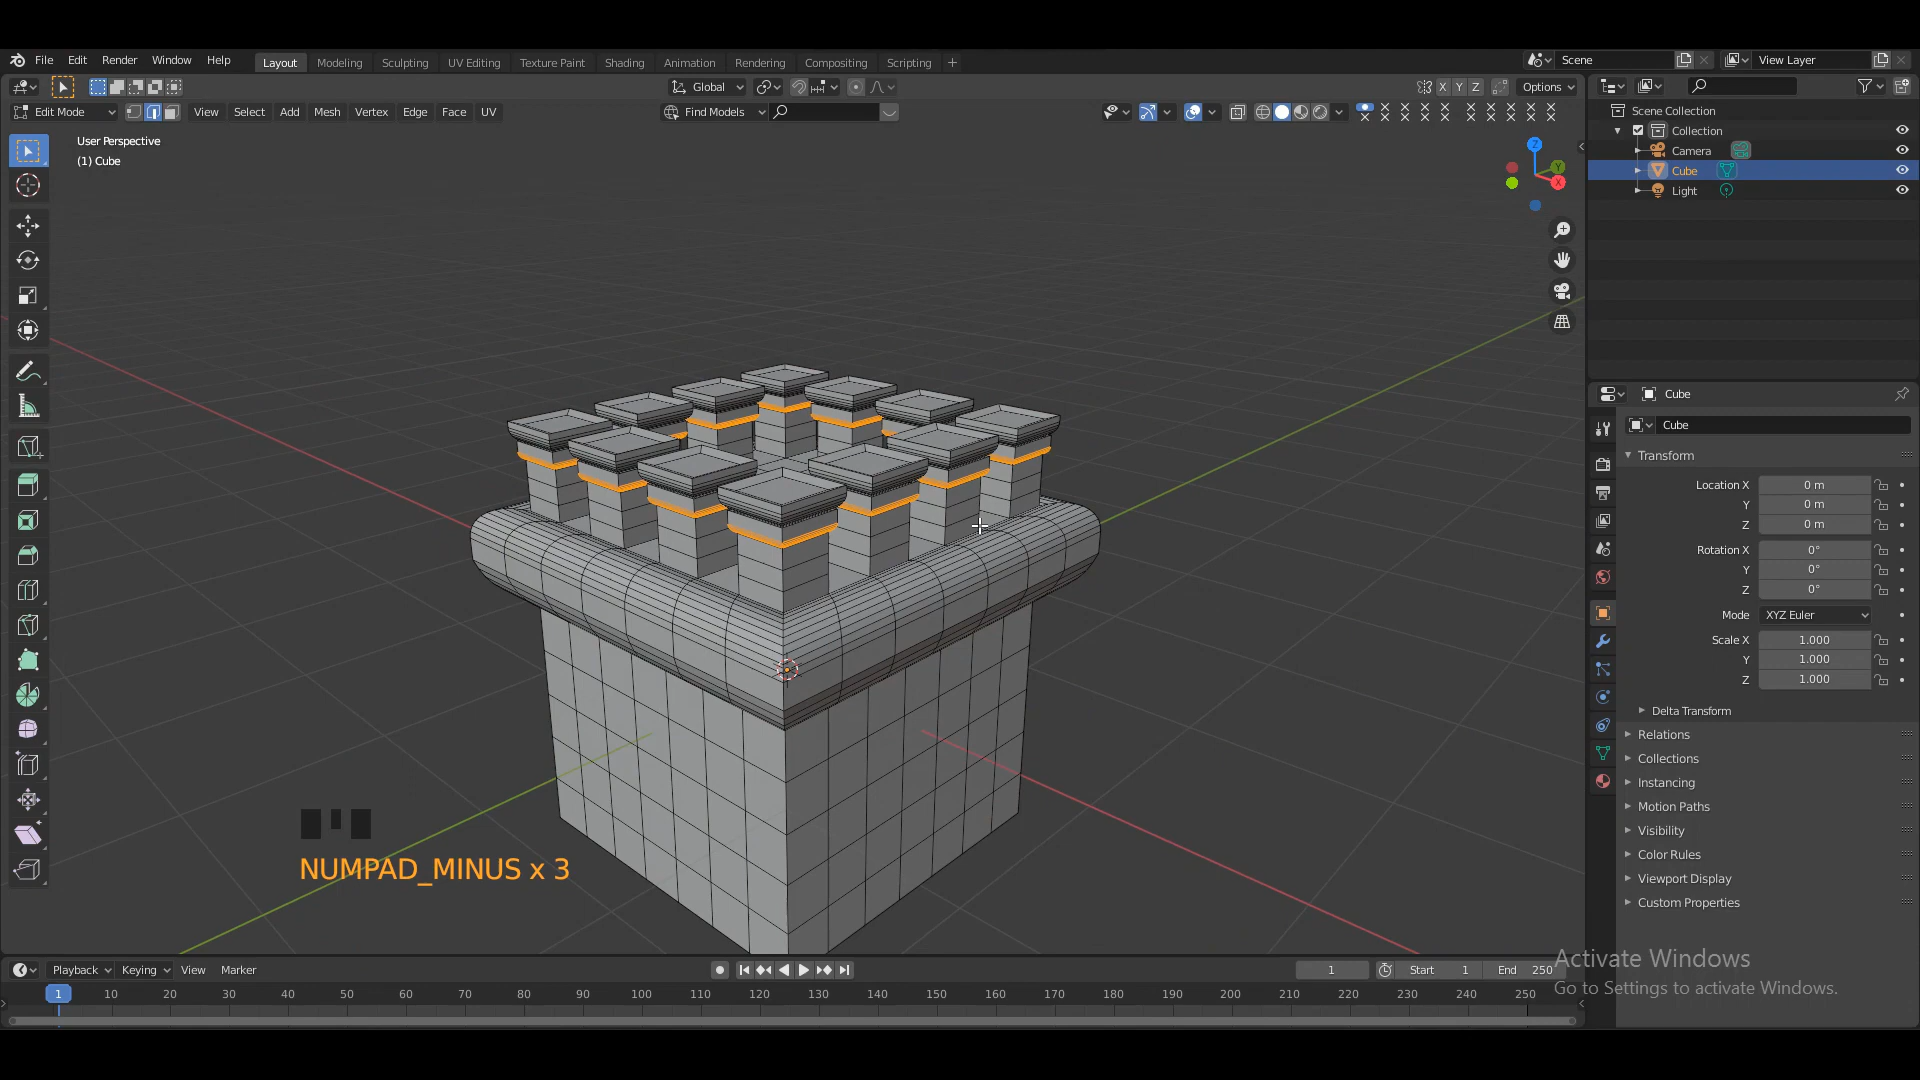 File Edit Render Window Help Layout Modeling Sculpting UV Editing Texture Paint Shading Animation Rendering Compositing Scripting + Scene View Layer
Global X Y Z Options
Edit Mode View Select Add Mesh Vertex Edge Face UV Find Models
User Perspective
(1) Cube
Z
Y
X
Scene Collection
Collection
Camera
Cube
Light
Cube
Cube
Transform
Location X 0 m
Y 0 m
Z 0 m
Rotation X 0°
Y 0°
Z 0°
Mode XYZ Euler
Scale X 1.000
Y 1.000
Z 1.000
Delta Transform
Relations
Collections
Instancing
Motion Paths
Visibility
Color Rules
Viewport Display
Custom Properties
NUMPAD_MINUS x 3
Activate Windows
Go to Settings to activate Windows.
Playback Keying View Marker 1 Start 1 End 250
1 10 20 30 40 50 60 70 80 90 100 110 120 130 140 150 160 170 180 190 200 210 220 230 240 250